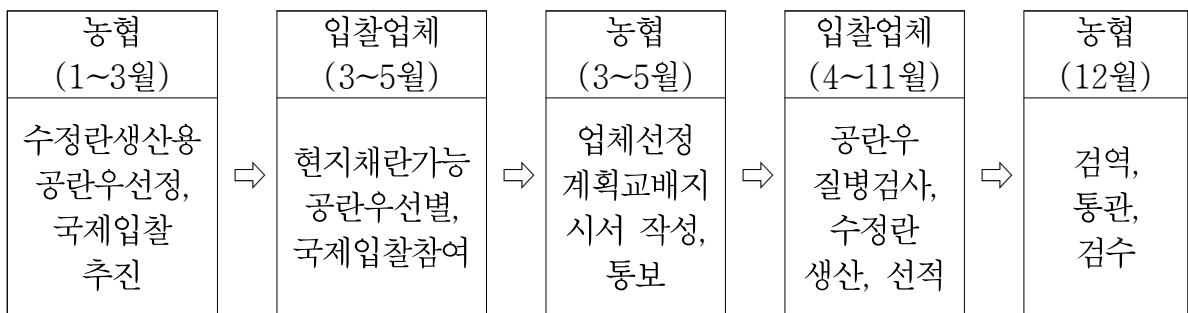 농협
(1~3월)
수정란생산용
공란우선정,
국제입찰
추진
⇨
입찰업체
(3~5월)
현지채란가능
공란우선별,
국제입찰참여
⇨
농협
(3~5월)
업체선정
계획교배지
시서 작성,
통보
⇨
입찰업체
(4~11월)
공란우
질병검사,
수정란
생산, 선적
⇨
농협
(12월)
검역,
통관,
검수